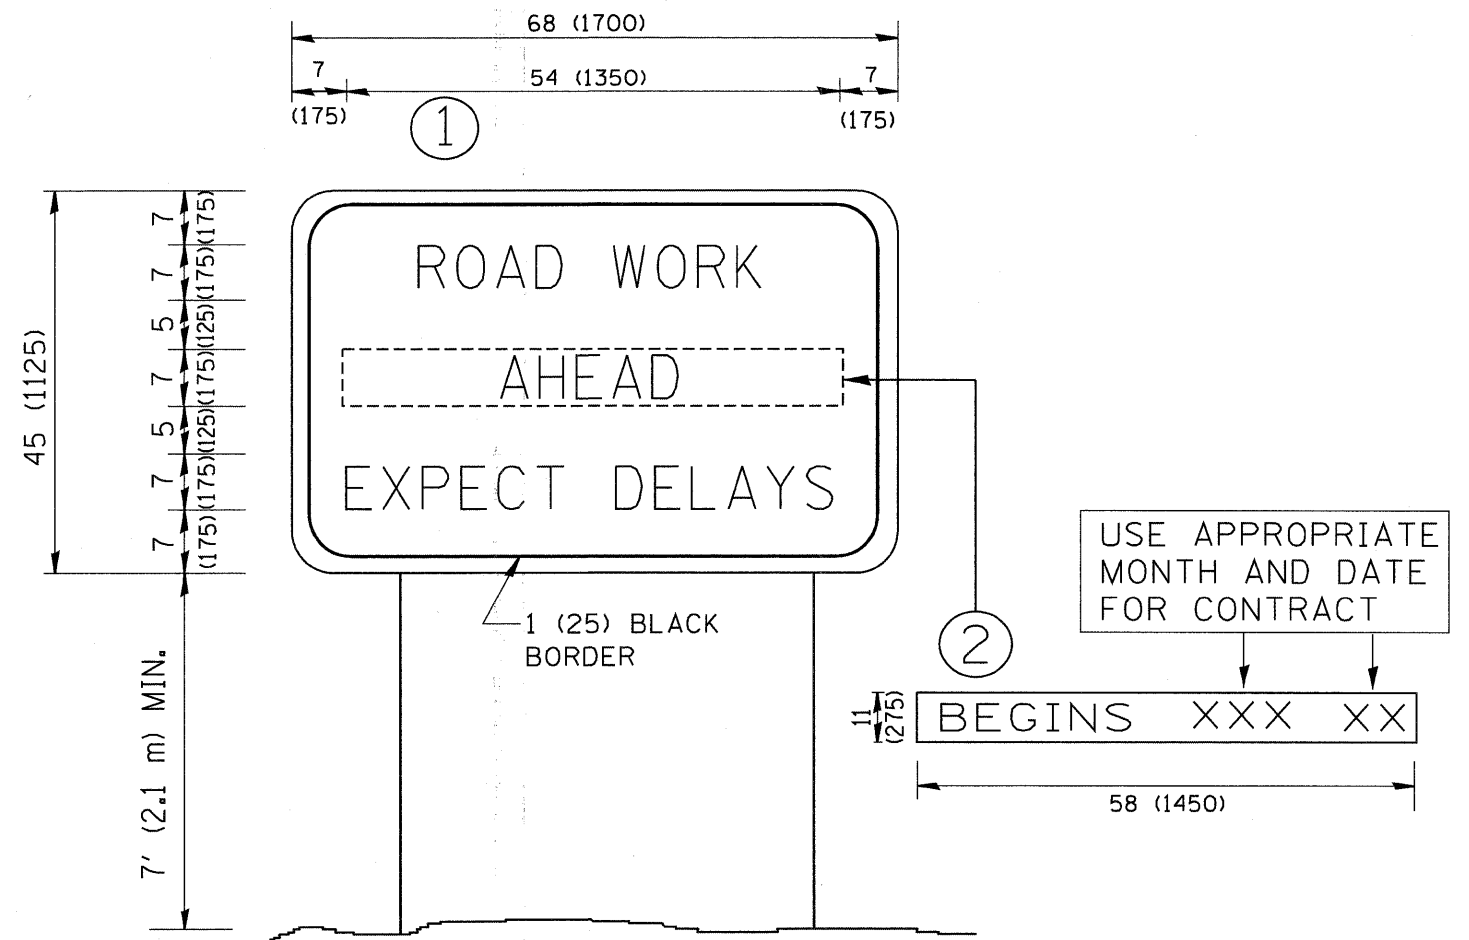 68 (1700)
7
54 (1350)
7
(175)
(175)
1
45 (1125)
7 (175)
7 (175)
5 (125)
7 (175)
5 (125)
7 (175)
7 (175)
ROAD WORK
AHEAD
EXPECT DELAYS
1 (25) BLACK
BORDER
7' (2.1 m) MIN.
2
USE APPROPRIATE
MONTH AND DATE
FOR CONTRACT
11
(275)
BEGINS XXX XX
58 (1450)